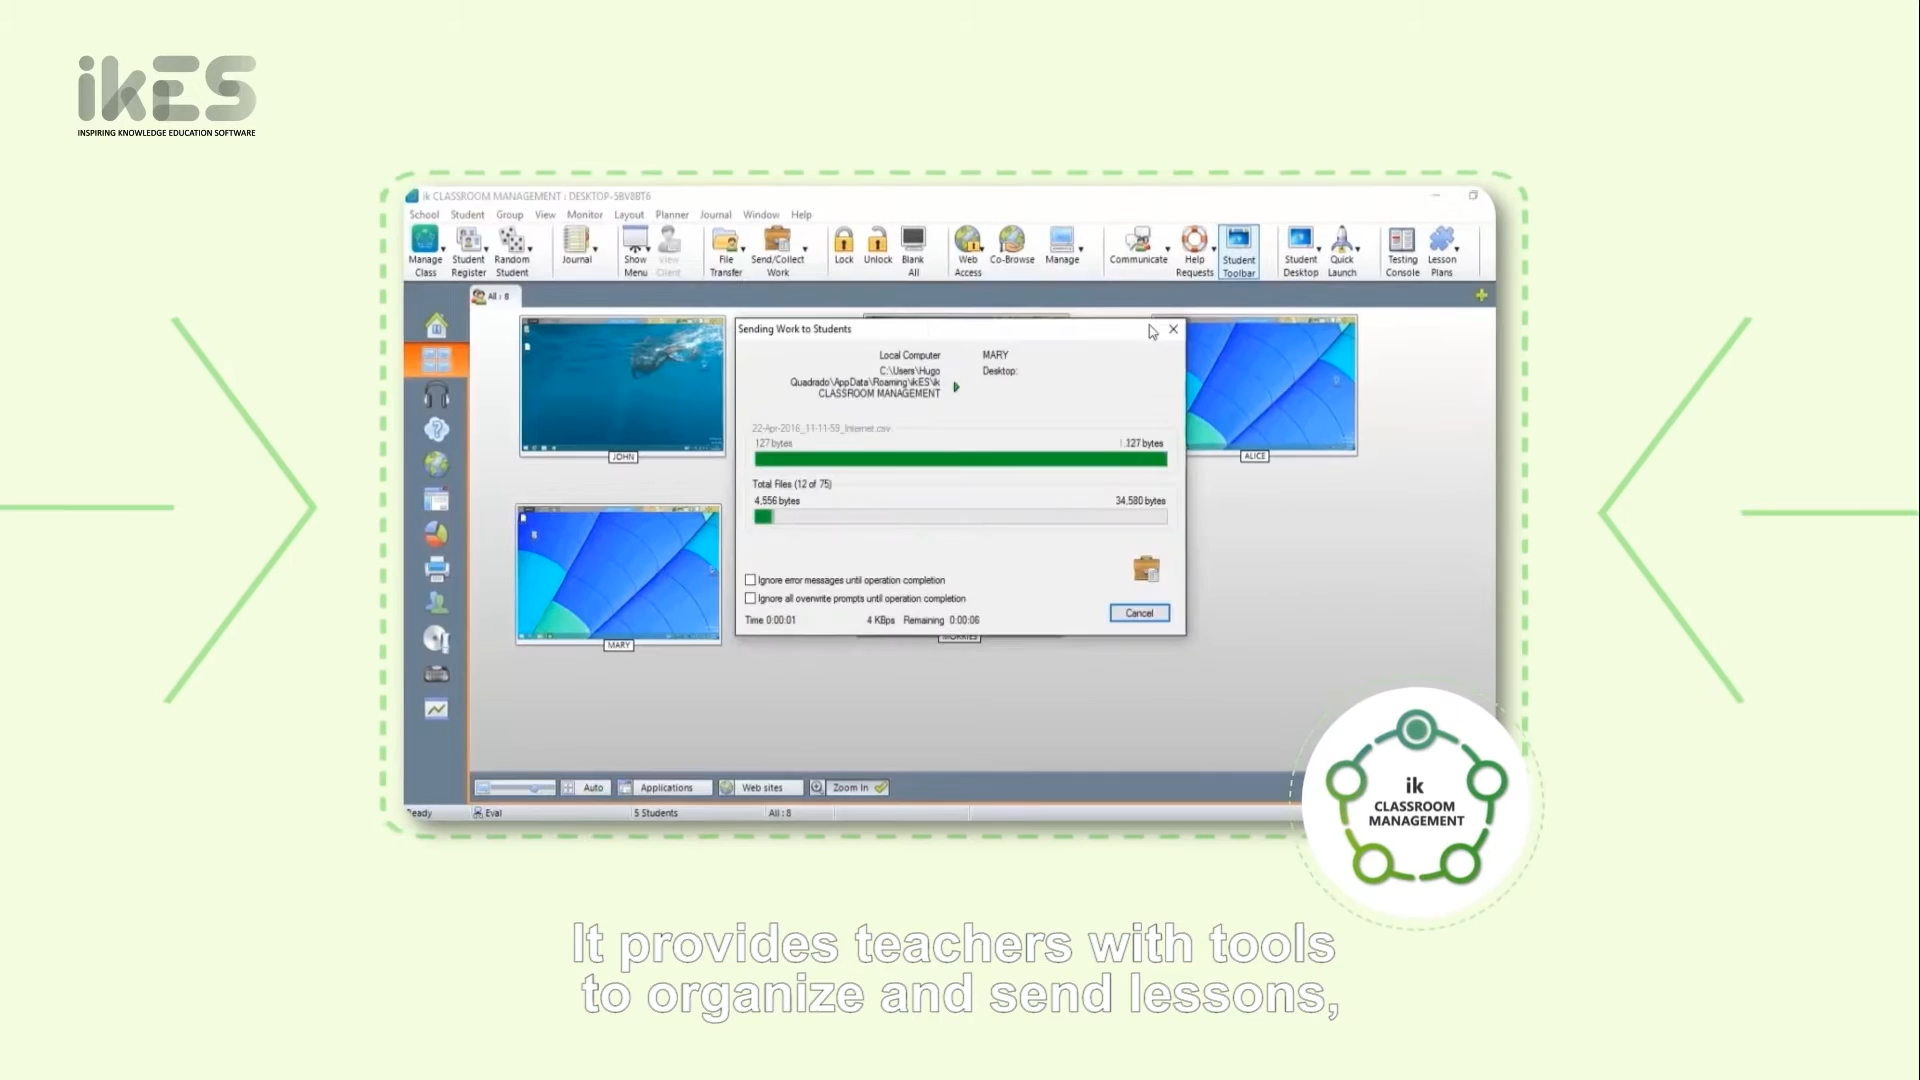 ikES
INSPIRING KNOWLEDGE EDUCATION SOFTWARE
ik CLASSROOM MANAGEMENT : DESKTOP-5BV8BT6
School Student Group View Monitor Layout Planner Journal Window Help
Manage Class
Student Register
Random Student
Journal
Show Menu
View Client
File Transfer
Send/Collect Work
Lock
Unlock
Blank All
Web Access
Co-Browse
Manage
Communicate
Help Requests
Student Toolbar
Student Desktop
Quick Launch
Testing Console
Lesson Plans
All : 8
JOHN
ALICE
MARY
Sending Work to Students
Local Computer
C:\Users\Hugo
Quadrado\AppData\Roaming\ikES\ik
CLASSROOM MANAGEMENT
MARY
Desktop:
22-Apr-2016_11-11-59_Internet.csv
127 bytes 127 bytes
Total Files (12 of 75)
4,556 bytes 34,580 bytes
Ignore error messages until operation completion
Ignore all overwrite prompts until operation completion
Time 0:00:01 4 KBps Remaining 0:00:06
Cancel
Auto Applications Web sites Zoom In
Ready Eval 5 Students All : 8
ik
CLASSROOM
MANAGEMENT
It provides teachers with tools
to organize and send lessons,